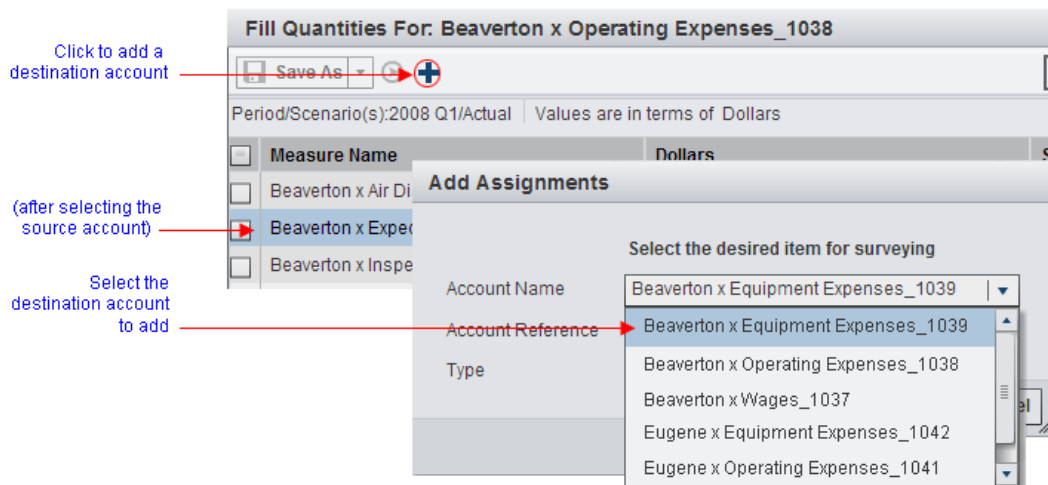 Fill Quantities For: Beaverton x Operating Expenses_1038
Click to add a
destination account
Save As
Period/Scenario(s):2008 Q1/Actual Values are in terms of Dollars
Measure Name Dollars S
Beaverton x Air Di
(after selecting the
source account)
Beaverton x Expec
Beaverton x Inspe
Add Assignments
Select the desired item for surveying
Account Name Beaverton x Equipment Expenses_1039
Select the
destination account
to add
Account Reference
Type
Beaverton x Equipment Expenses_1039
Beaverton x Operating Expenses_1038
Beaverton x Wages_1037
Eugene x Equipment Expenses_1042
Eugene x Operating Expenses_1041
el